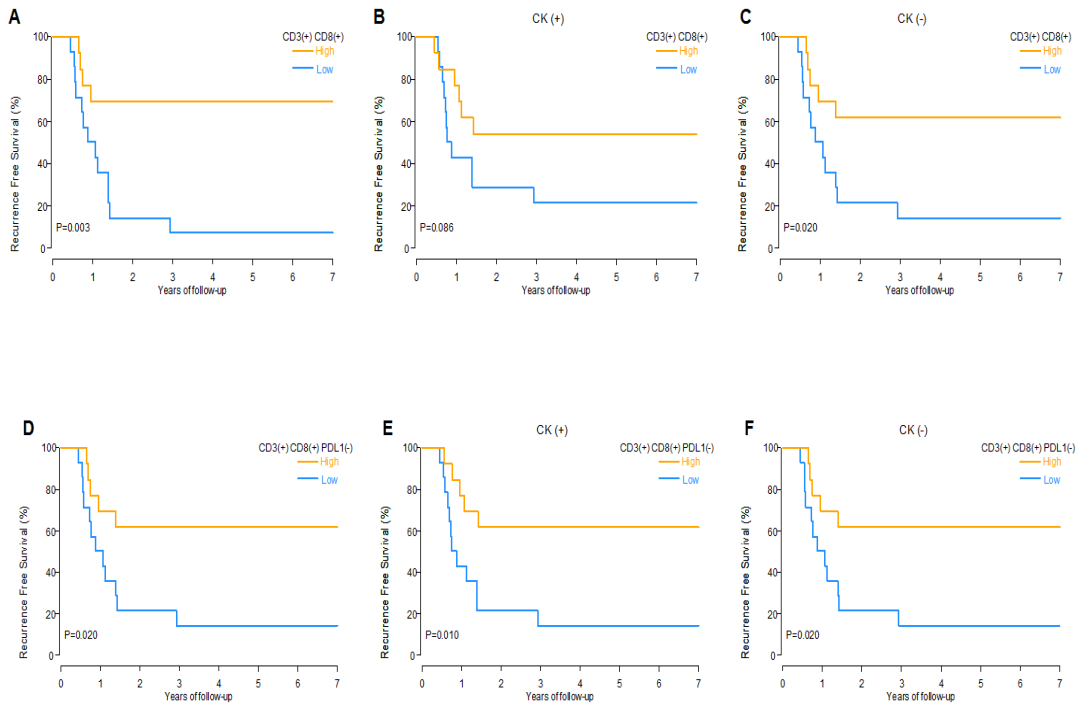 A
CD3(+) CD8(+)
High
Low
100
80
60
40
20
0
Recurrence Free Survival (%)
P=0.003
0 1 2 3 4 5 6 7
Years of follow-up
B
CK (+)
CD3(+) CD8(+)
High
Low
100
80
60
40
20
0
Recurrence Free Survival (%)
P=0.086
0 1 2 3 4 5 6 7
Years of follow-up
C
CK (-)
CD3(+) CD8(+)
High
Low
100
80
60
40
20
0
Recurrence Free Survival (%)
P=0.020
0 1 2 3 4 5 6 7
Years of follow-up
D
CD3(+) CD8(+) PDL1(-)
High
Low
100
80
60
40
20
0
Recurrence Free Survival (%)
P=0.020
0 1 2 3 4 5 6 7
Years of follow-up
E
CK (+)
CD3(+) CD8(+) PDL1(-)
High
Low
100
80
60
40
20
0
Recurrence Free Survival (%)
P=0.010
0 1 2 3 4 5 6 7
Years of follow-up
F
CK (-)
CD3(+) CD8(+) PDL1(-)
High
Low
100
80
60
40
20
0
Recurrence Free Survival (%)
P=0.020
0 1 2 3 4 5 6 7
Years of follow-up